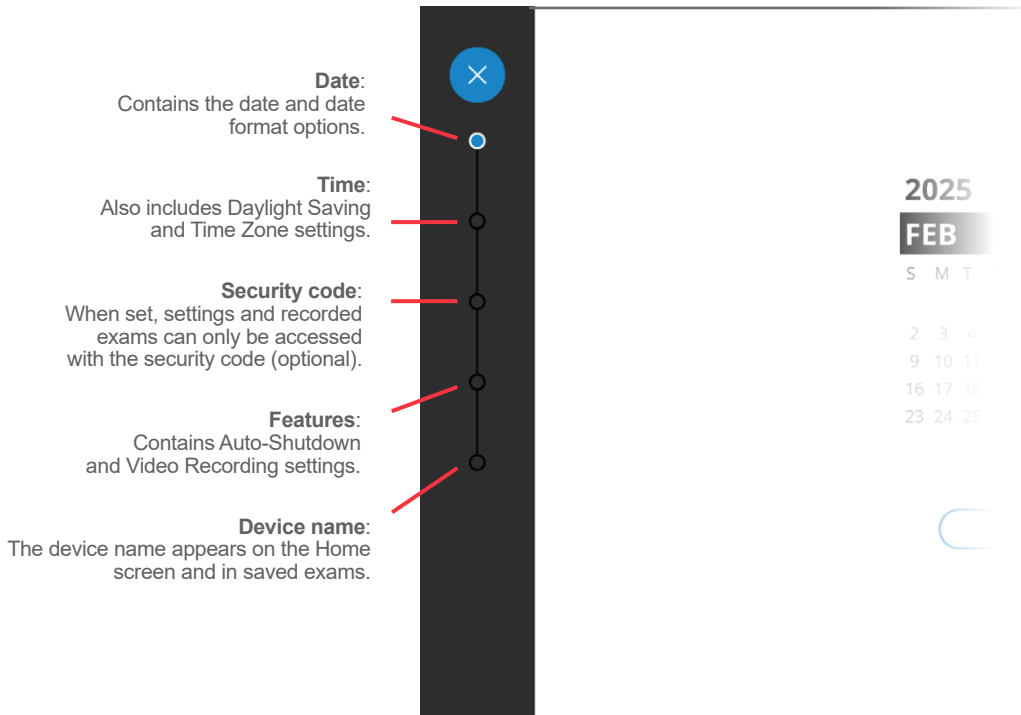 Date:
Contains the date and date
format options.
Time:
Also includes Daylight Saving
and Time Zone settings.
Security code:
When set, settings and recorded
exams can only be accessed
with the security code (optional).
Features:
Contains Auto-Shutdown
and Video Recording settings.
Device name:
The device name appears on the Home
screen and in saved exams.
2025
FEB
S M T
2 3 4
9 10 11
16 17 18
23 24 25